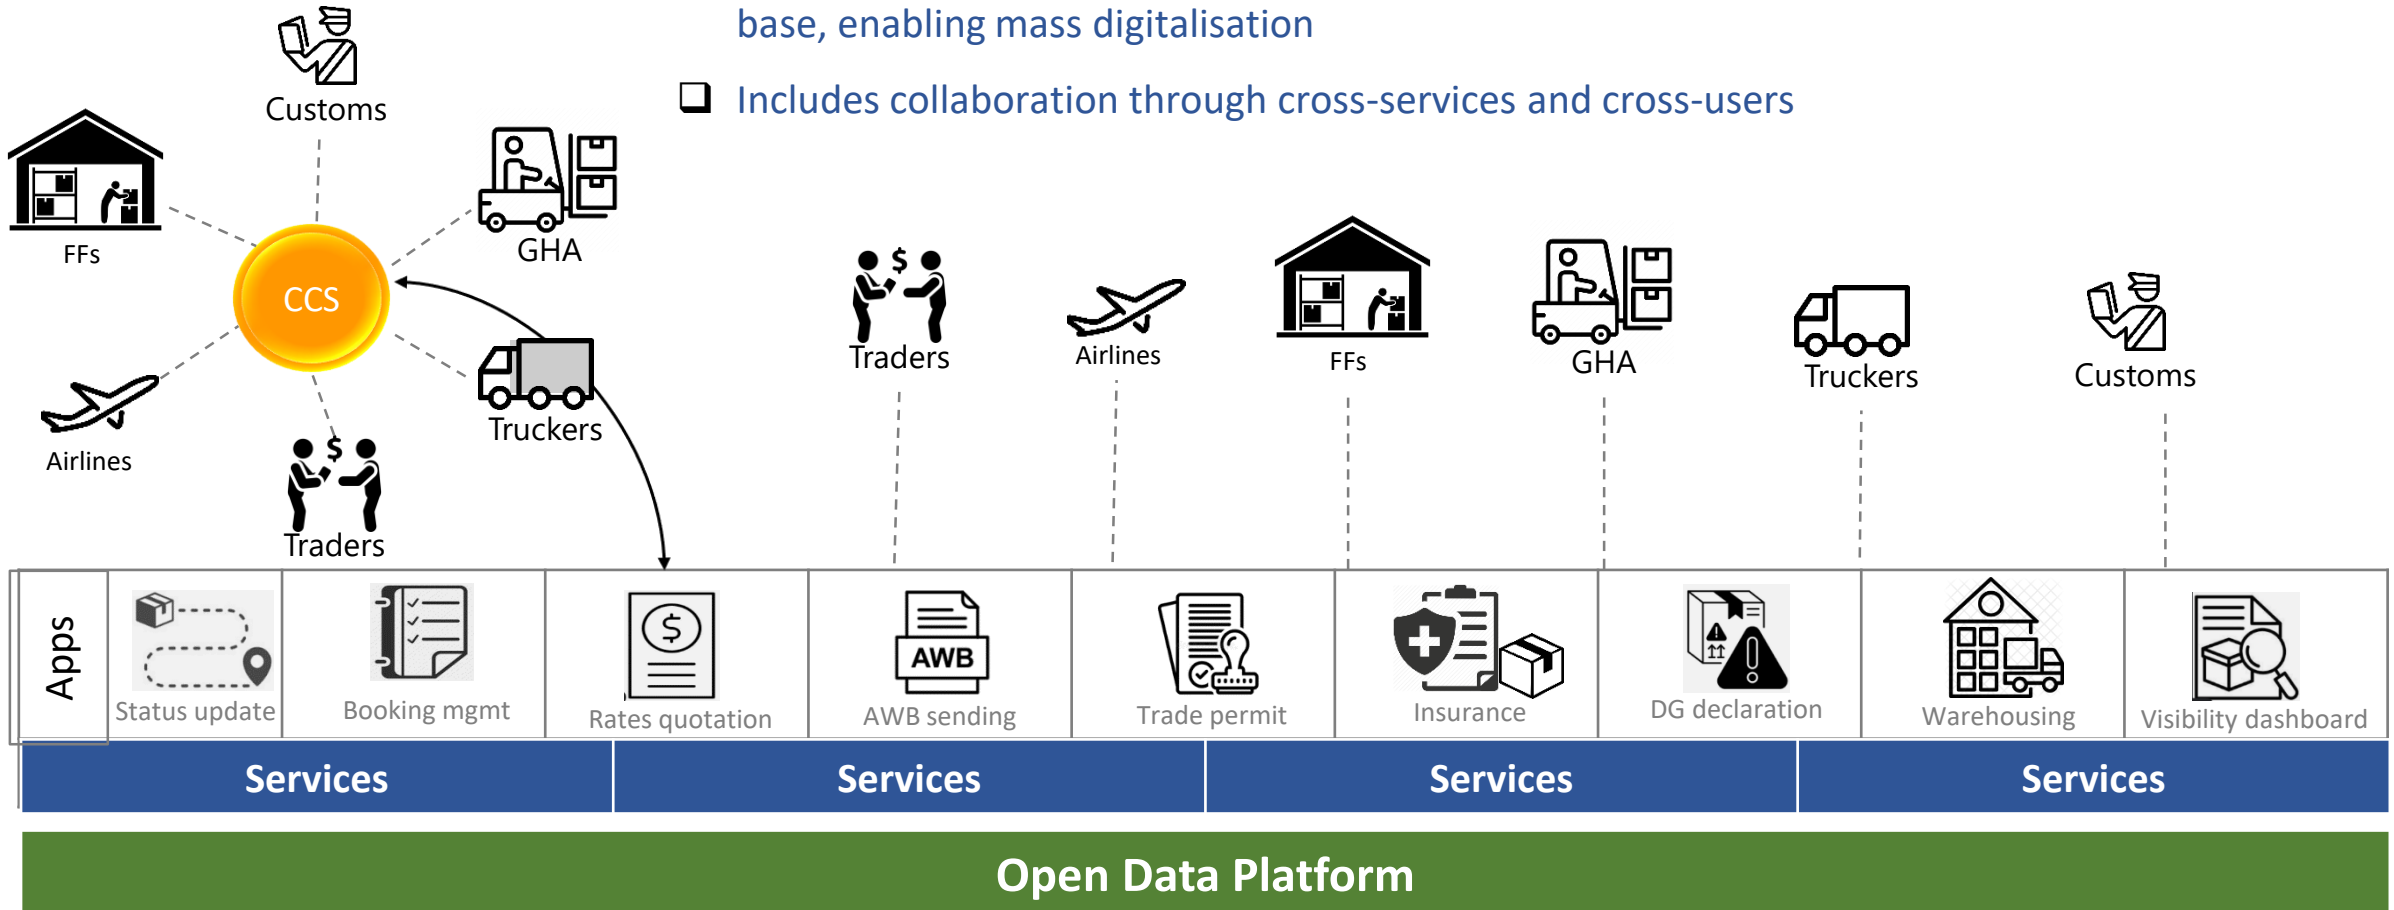 base, enabling mass digitalisation
❑ Includes collaboration through cross-services and cross-users
Customs
FFs
GHA
CCS
Airlines
Truckers
$
Traders
$
Traders
Airlines
FFs
GHA
Truckers
Customs
Apps
Status update
Booking mgmt
$
Rates quotation
AWB
AWB sending
Trade permit
Insurance
DG declaration
Warehousing
Visibility dashboard
Services
Services
Services
Services
Open Data Platform